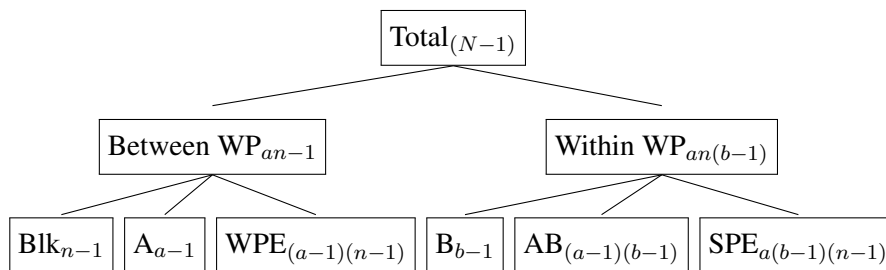 Total(N−1)
Between WPan−1 Within WPan(b−1)
Blkn−1 Aa−1 WPE(a−1)(n−1) Bb−1 AB(a−1)(b−1) SPEa(b−1)(n−1)